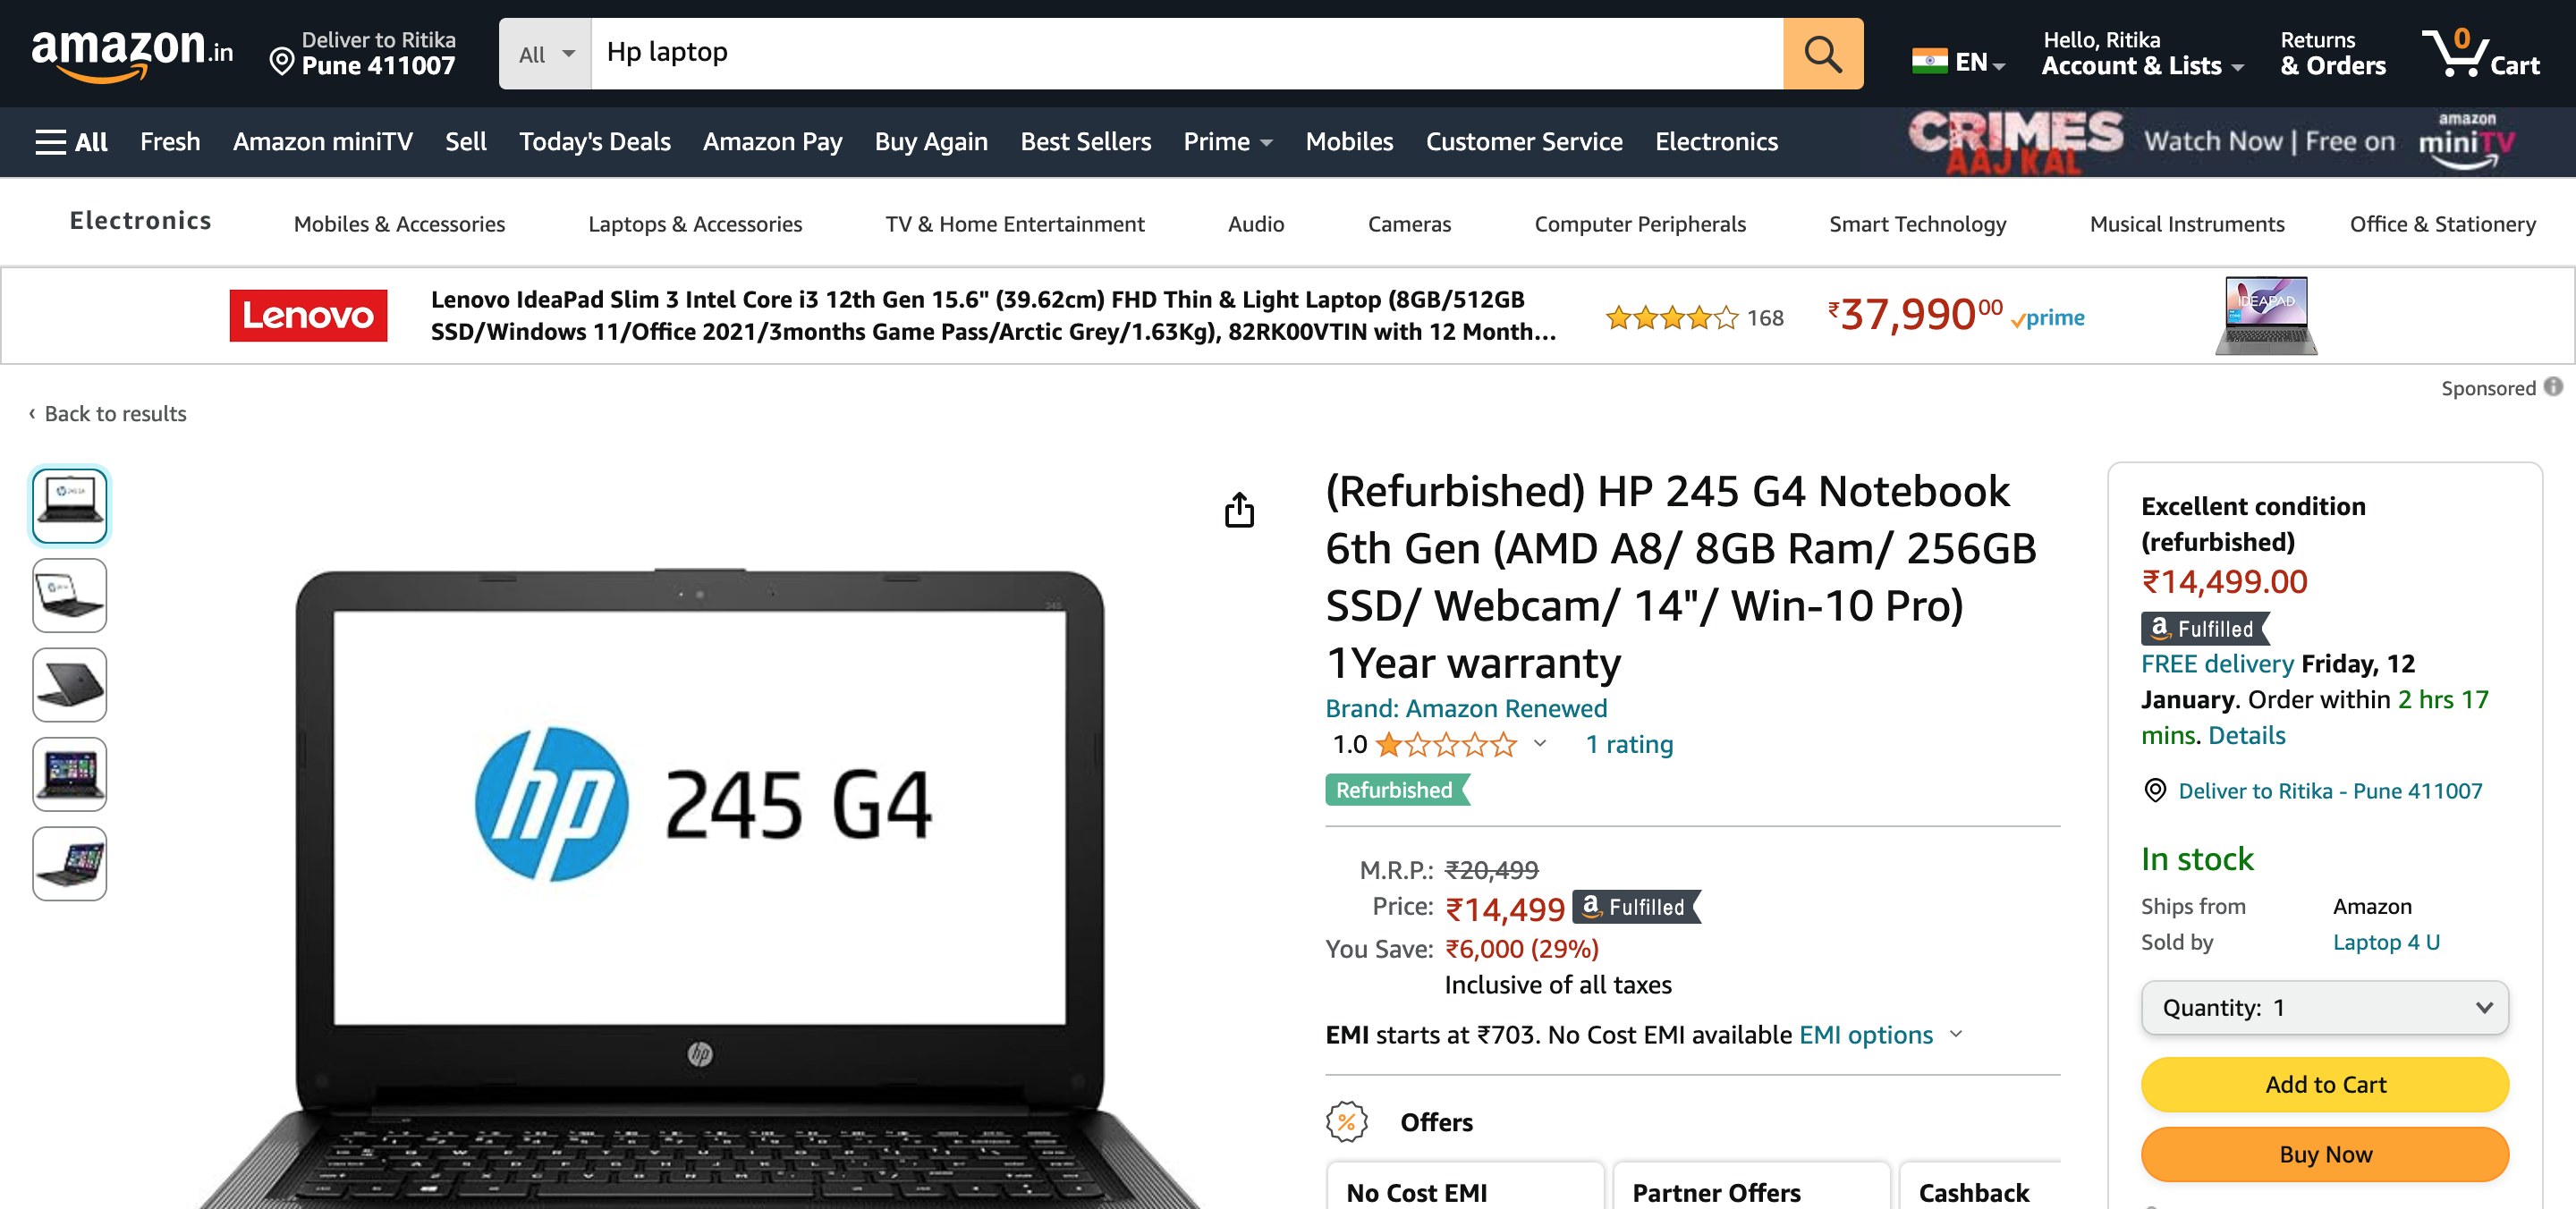 amazon.in
Deliver to Ritika
Pune 411007
All
Hp laptop
EN
Hello, Ritika
Account & Lists
Returns
& Orders
0
Cart
All
Fresh
Amazon miniTV
Sell
Today's Deals
Amazon Pay
Buy Again
Best Sellers
Prime
Mobiles
Customer Service
Electronics
CRIMES
AAJ KAL
Watch Now | Free on
amazon
miniTV
Electronics
Mobiles & Accessories
Laptops & Accessories
TV & Home Entertainment
Audio
Cameras
Computer Peripherals
Smart Technology
Musical Instruments
Office & Stationery
Lenovo
Lenovo IdeaPad Slim 3 Intel Core i3 12th Gen 15.6" (39.62cm) FHD Thin & Light Laptop (8GB/512GB
SSD/Windows 11/Office 2021/3months Game Pass/Arctic Grey/1.63Kg), 82RK00VTIN with 12 Month...
168
₹37,99000
prime
IDEAPAD
Sponsored
‹ Back to results
hp 245 G4
hp
(Refurbished) HP 245 G4 Notebook
6th Gen (AMD A8/ 8GB Ram/ 256GB
SSD/ Webcam/ 14"/ Win-10 Pro)
1Year warranty
Brand: Amazon Renewed
1.0
1 rating
Refurbished
M.R.P.: ₹20,499
Price: ₹14,499
a Fulfilled
You Save: ₹6,000 (29%)
Inclusive of all taxes
EMI starts at ₹703. No Cost EMI available EMI options
% Offers
No Cost EMI
Partner Offers
Cashback
Excellent condition
(refurbished)
₹14,499.00
a Fulfilled
FREE delivery Friday, 12
January. Order within 2 hrs 17
mins. Details
Deliver to Ritika - Pune 411007
In stock
Ships from Amazon
Sold by Laptop 4 U
Quantity: 1
Add to Cart
Buy Now